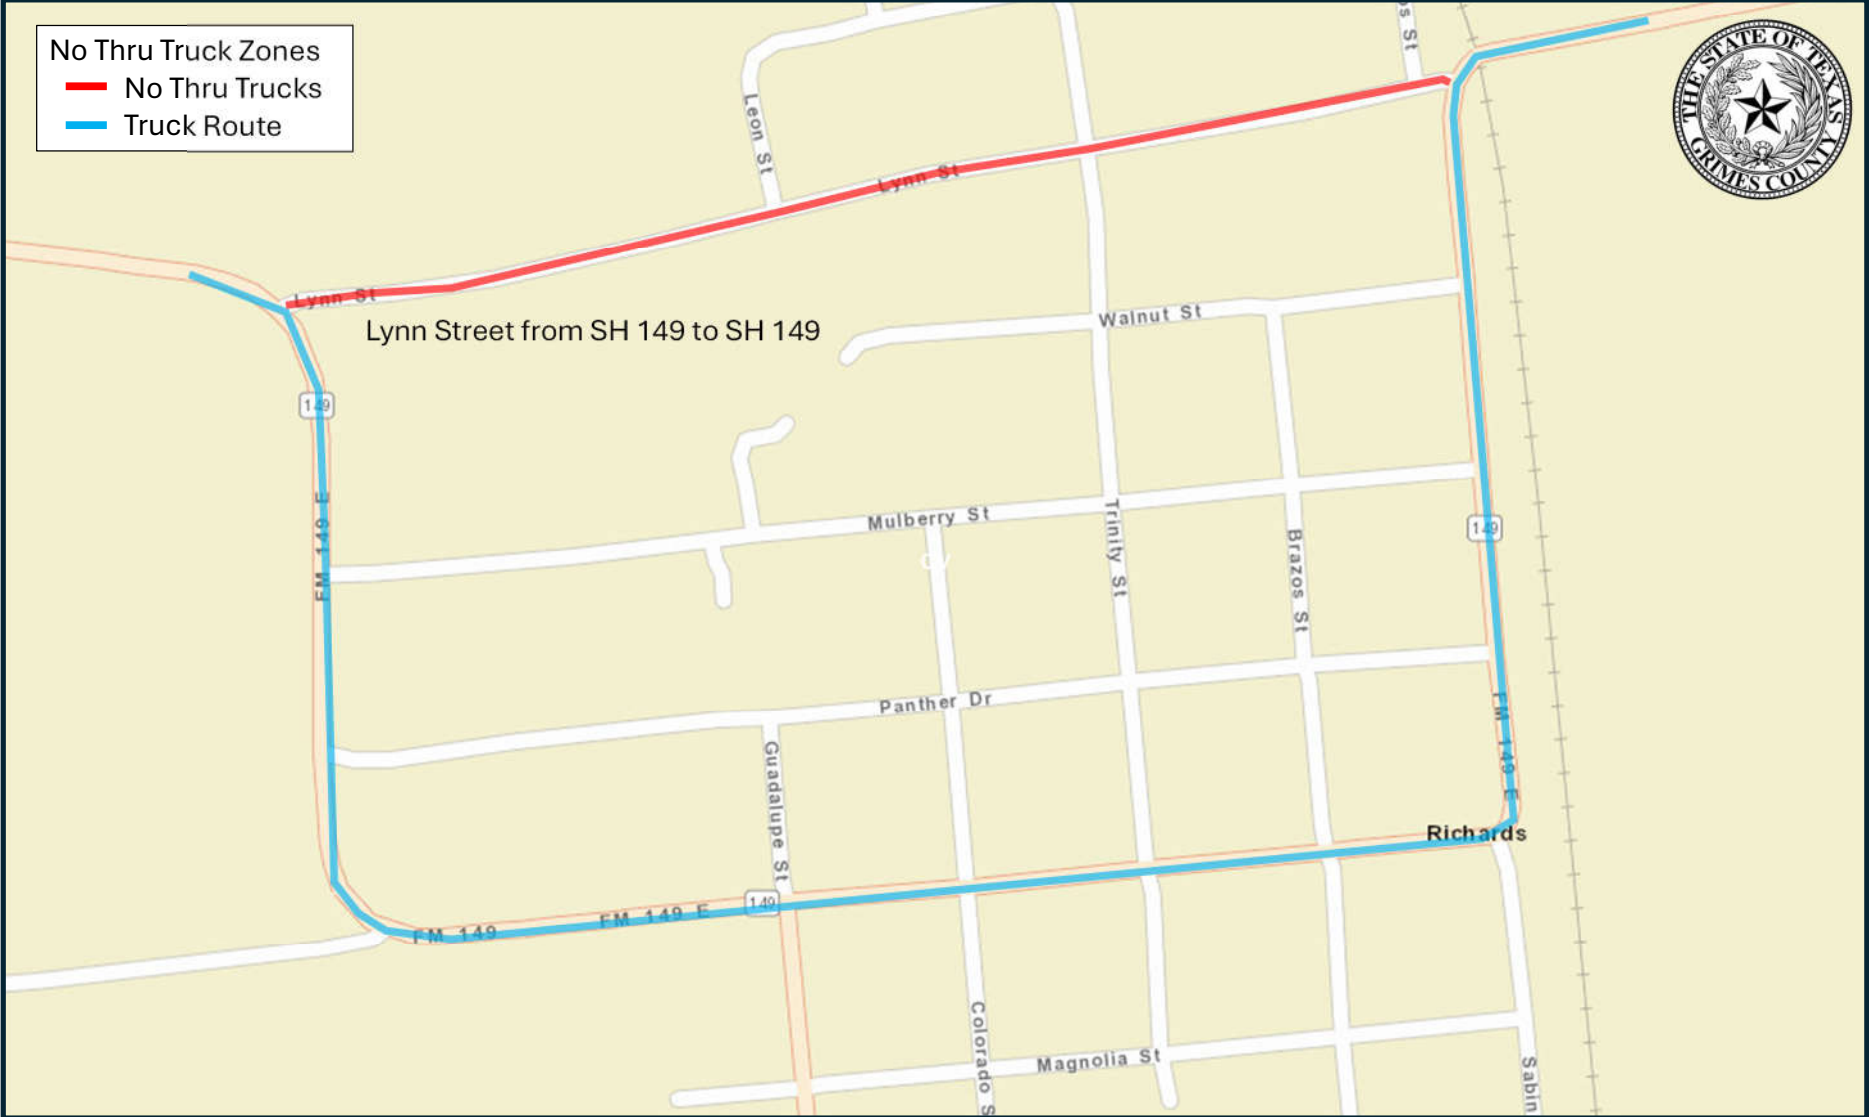 No Thru Truck Zones
No Thru Trucks
Truck Route
THE STATE OF TEXAS
GRIMES COUNTY
os St
Leon St
Lynn St
Lynn St
Lynn Street from SH 149 to SH 149
Walnut St
149
FM 149 E
Mulberry St
Trinity St
Brazos St
149
Panther Dr
FM 149 E
Guadalupe St
Richards
149
FM 149 E
FM 149
Colorado S
Magnolia St
Sabin